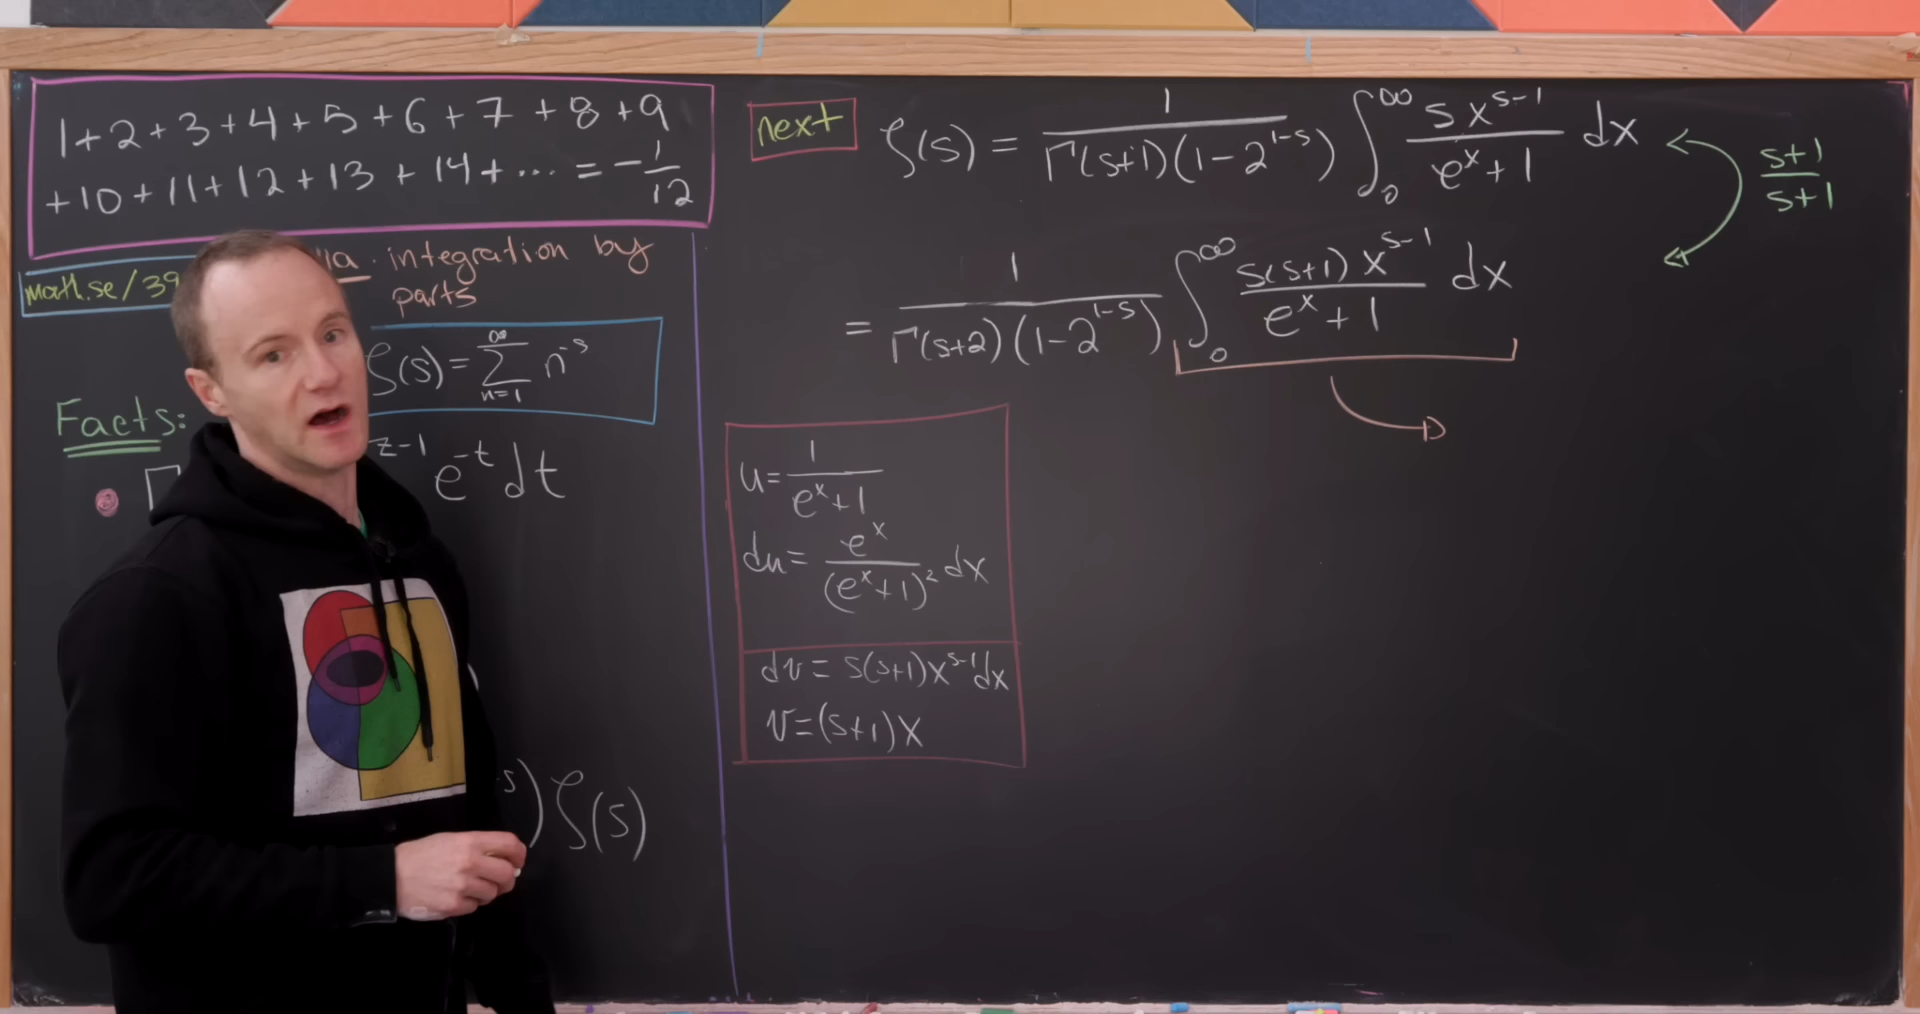 1+2+3+4+5+6+7+8+9
+10+11+12+13+14+... = -1/12
math.se/39
integration by
parts
ζ(s) = ∑_{n=1}^{∞} n^{-s}
Facts:
z-1 e^{-t} dt
-s) ζ(s)
next
ζ(s) = 1/(Γ(s+1)(1-2^{1-s})) ∫_0^∞ s x^{s-1}/(e^x+1) dx
s+1/s+1
= 1/(Γ(s+2)(1-2^{1-s})) ∫_0^∞ s(s+1) x^{s-1}/(e^x+1) dx
u = 1/(e^x+1)
du = e^x/(e^x+1)^2 dx
dv = s(s+1)x^{s-1}dx
v = (s+1)x